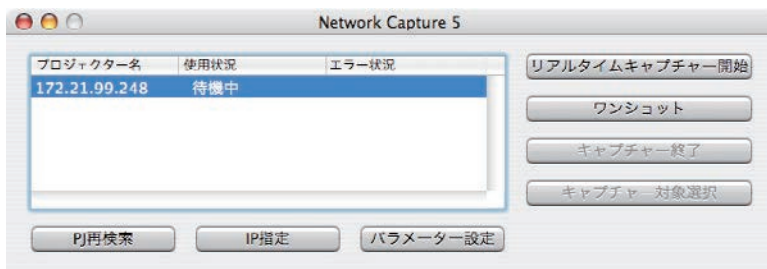 Network Capture 5
プロジェクター名 使用状況 エラー状況
172.21.99.248 待機中
リアルタイムキャプチャー開始
ワンショット
キャプチャー終了
キャプチャー対象選択
PJ再検索 IP指定 パラメーター設定